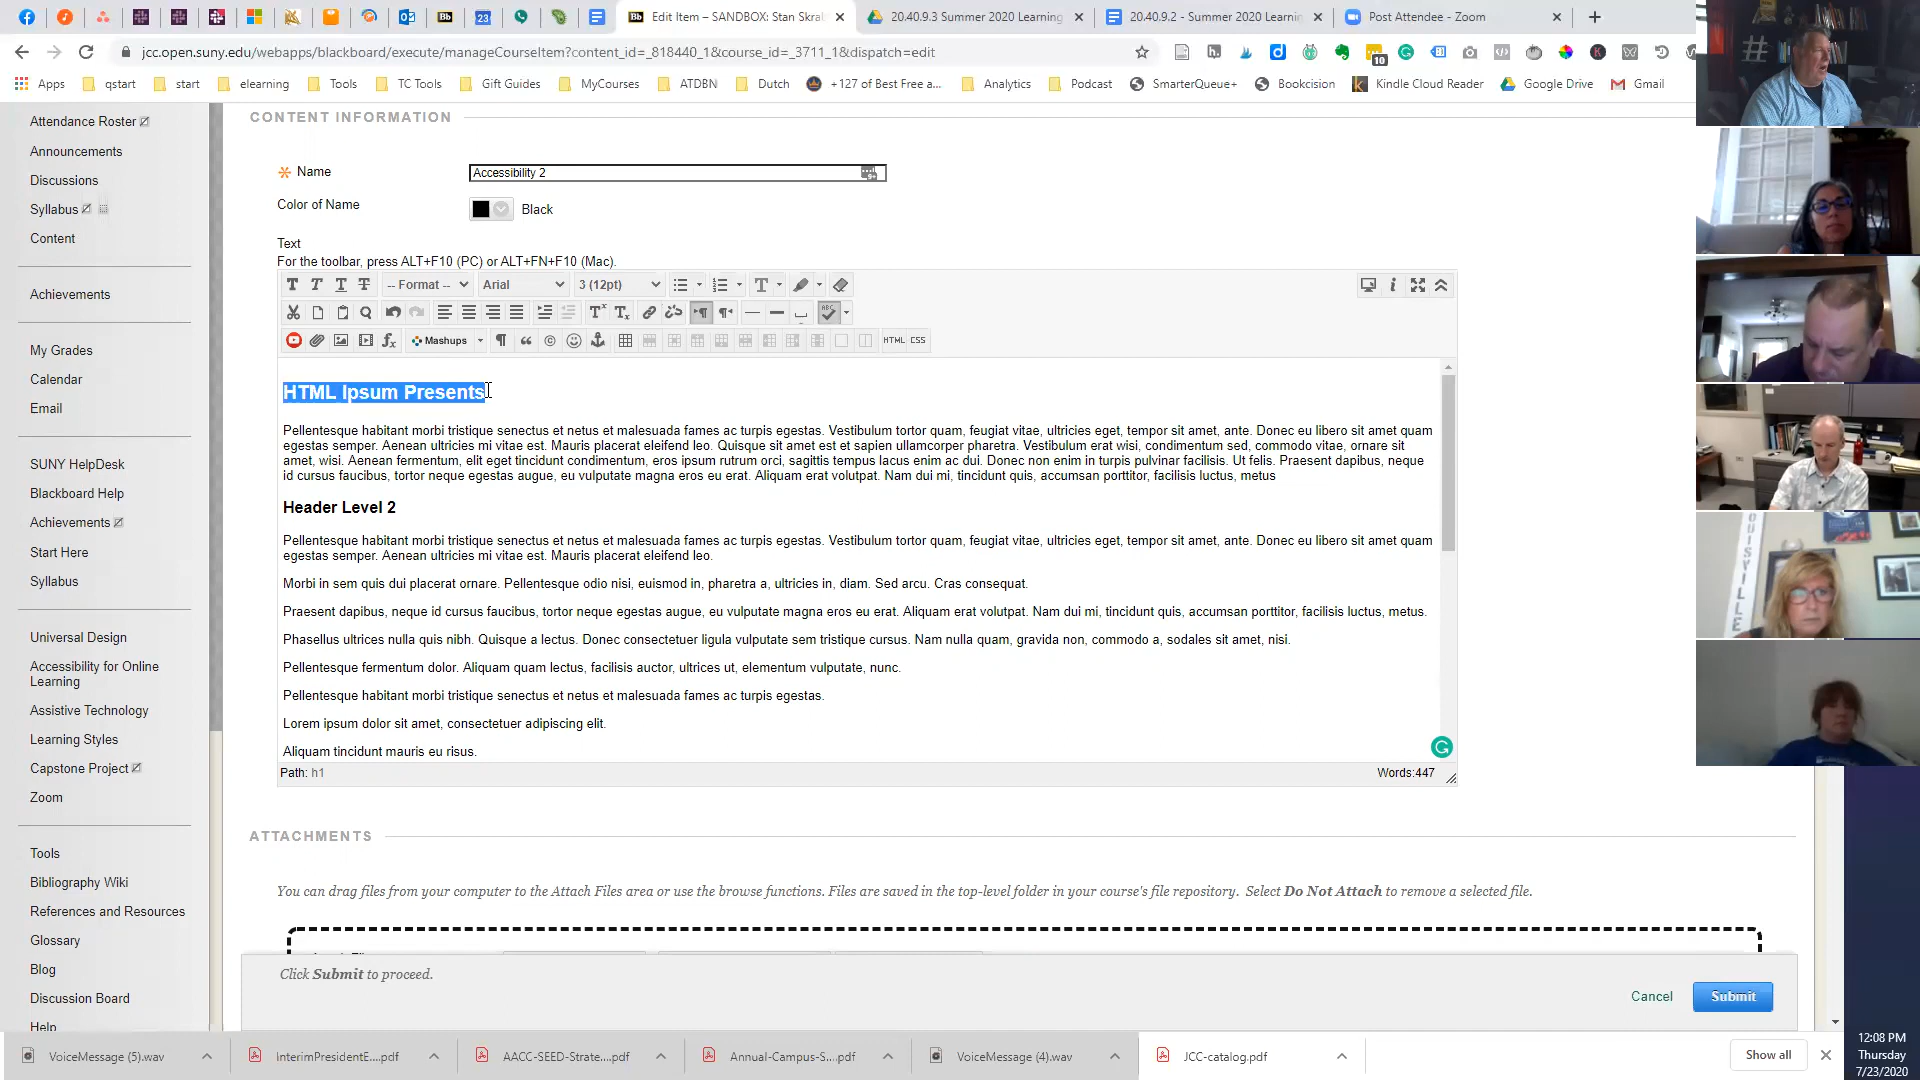 Edit Item – SANDBOX: Stan Skral
20.40.9.3 Summer 2020 Learning
20.40.9.2 - Summer 2020 Learnin
Post Attendee - Zoom
jcc.open.suny.edu/webapps/blackboard/execute/manageCourseItem?content_id=_818440_1&course_id=_3711_1&dispatch=edit
Apps
qstart
start
elearning
Tools
TC Tools
Gift Guides
MyCourses
ATDBN
Dutch
+127 of Best Free a...
Analytics
Podcast
SmarterQueue+
Bookcision
Kindle Cloud Reader
Google Drive
Gmail
Attendance Roster
Announcements
Discussions
Syllabus
Content
Achievements
My Grades
Calendar
Email
SUNY HelpDesk
Blackboard Help
Achievements
Start Here
Syllabus
Universal Design
Accessibility for Online
Learning
Assistive Technology
Learning Styles
Capstone Project
Zoom
Tools
Bibliography Wiki
References and Resources
Glossary
Blog
Discussion Board
Help
CONTENT INFORMATION
Name
Accessibility 2
Color of Name
Black
Text
For the toolbar, press ALT+F10 (PC) or ALT+FN+F10 (Mac).
-- Format --
Arial
3 (12pt)
Mashups
HTML CSS
HTML Ipsum Presents
Pellentesque habitant morbi tristique senectus et netus et malesuada fames ac turpis egestas. Vestibulum tortor quam, feugiat vitae, ultricies eget, tempor sit amet, ante. Donec eu libero sit amet quam
egestas semper. Aenean ultricies mi vitae est. Mauris placerat eleifend leo. Quisque sit amet est et sapien ullamcorper pharetra. Vestibulum erat wisi, condimentum sed, commodo vitae, ornare sit
amet, wisi. Aenean fermentum, elit eget tincidunt condimentum, eros ipsum rutrum orci, sagittis tempus lacus enim ac dui. Donec non enim in turpis pulvinar facilisis. Ut felis. Praesent dapibus, neque
id cursus faucibus, tortor neque egestas augue, eu vulputate magna eros eu erat. Aliquam erat volutpat. Nam dui mi, tincidunt quis, accumsan porttitor, facilisis luctus, metus
Header Level 2
Pellentesque habitant morbi tristique senectus et netus et malesuada fames ac turpis egestas. Vestibulum tortor quam, feugiat vitae, ultricies eget, tempor sit amet, ante. Donec eu libero sit amet quam
egestas semper. Aenean ultricies mi vitae est. Mauris placerat eleifend leo.
Morbi in sem quis dui placerat ornare. Pellentesque odio nisi, euismod in, pharetra a, ultricies in, diam. Sed arcu. Cras consequat.
Praesent dapibus, neque id cursus faucibus, tortor neque egestas augue, eu vulputate magna eros eu erat. Aliquam erat volutpat. Nam dui mi, tincidunt quis, accumsan porttitor, facilisis luctus, metus.
Phasellus ultrices nulla quis nibh. Quisque a lectus. Donec consectetuer ligula vulputate sem tristique cursus. Nam nulla quam, gravida non, commodo a, sodales sit amet, nisi.
Pellentesque fermentum dolor. Aliquam quam lectus, facilisis auctor, ultrices ut, elementum vulputate, nunc.
Pellentesque habitant morbi tristique senectus et netus et malesuada fames ac turpis egestas.
Lorem ipsum dolor sit amet, consectetuer adipiscing elit.
Aliquam tincidunt mauris eu risus.
Path: h1
Words:447
ATTACHMENTS
You can drag files from your computer to the Attach Files area or use the browse functions. Files are saved in the top-level folder in your course's file repository. Select Do Not Attach to remove a selected file.
Click Submit to proceed.
Cancel
Submit
VoiceMessage (5).wav
InterimPresidentE....pdf
AACC-SEED-Strate....pdf
Annual-Campus-S....pdf
VoiceMessage (4).wav
JCC-catalog.pdf
Show all
12:08 PM
Thursday
7/23/2020